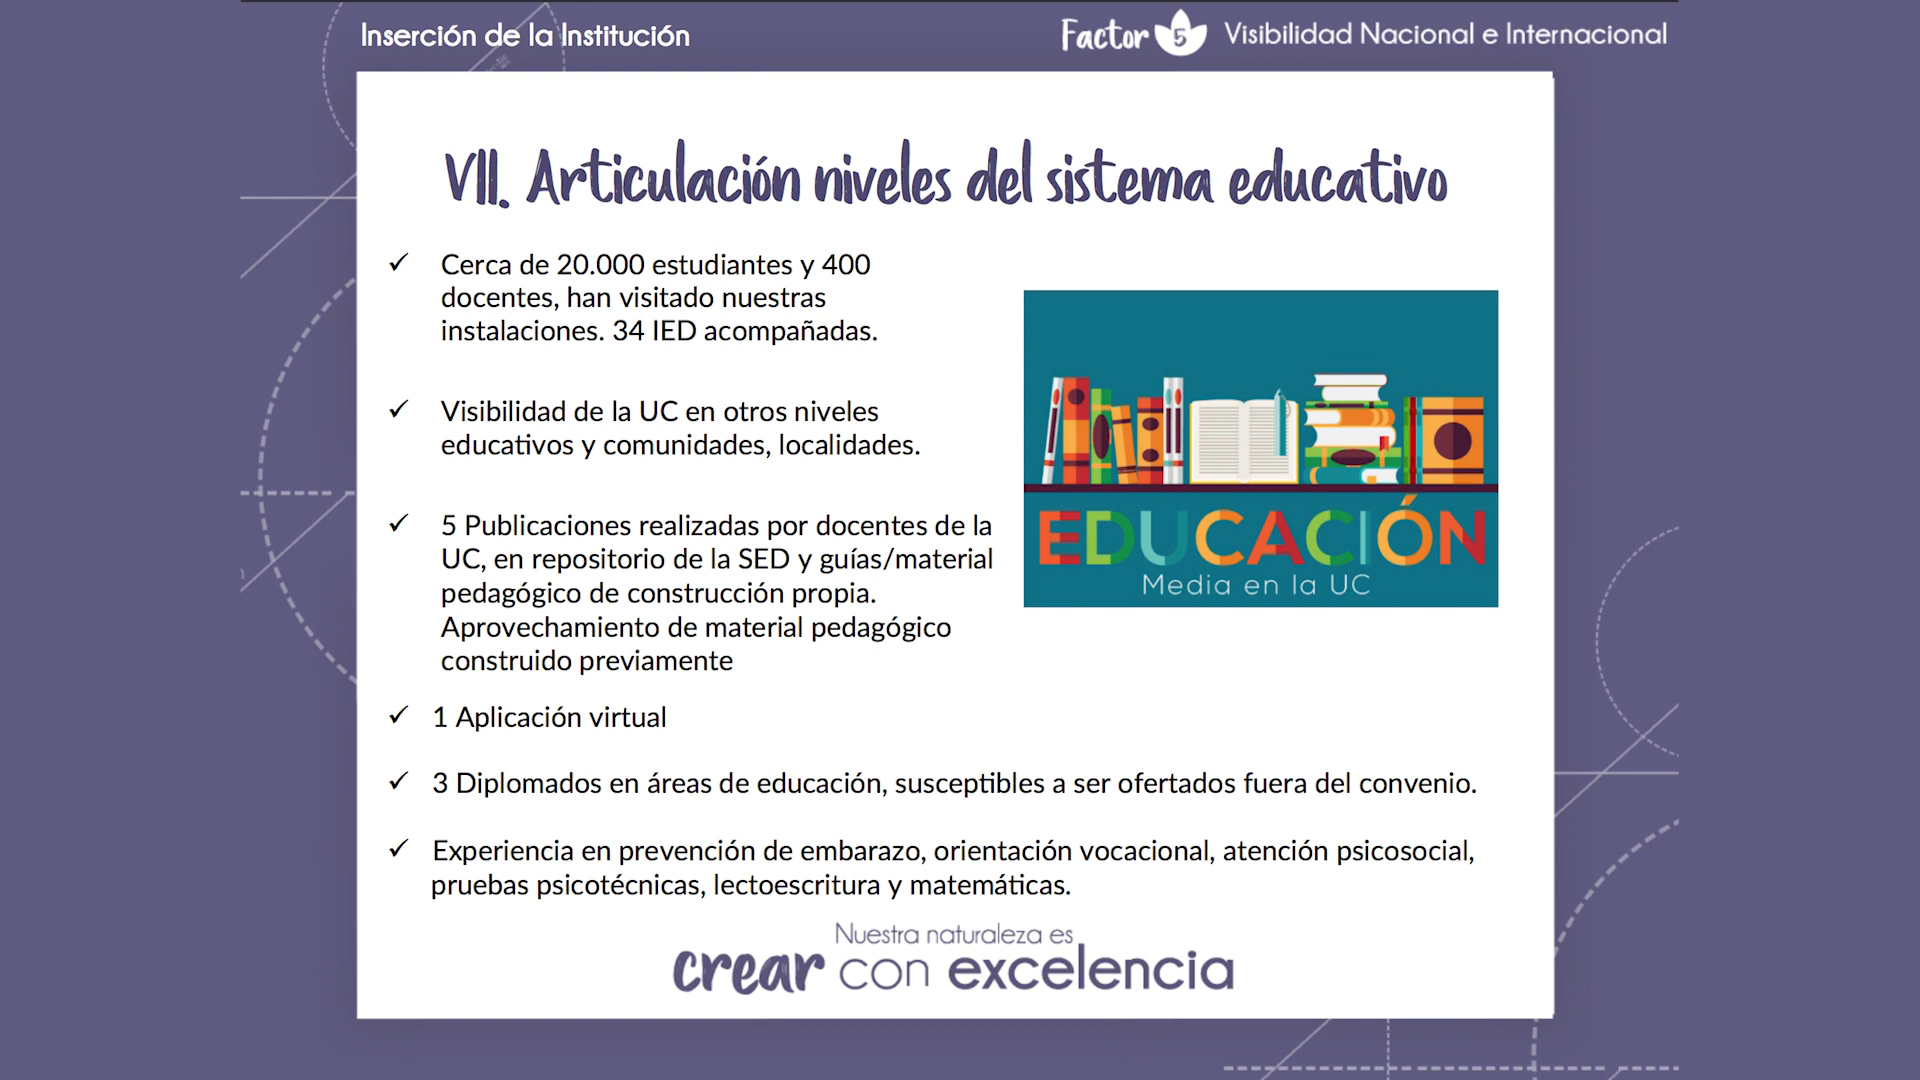 Inserción de la Institución
Factor 5 Visibilidad Nacional e Internacional
VII. Articulación niveles del sistema educativo
✓ Cerca de 20.000 estudiantes y 400
docentes, han visitado nuestras
instalaciones. 34 IED acompañadas.
✓ Visibilidad de la UC en otros niveles
educativos y comunidades, localidades.
✓ 5 Publicaciones realizadas por docentes de la
UC, en repositorio de la SED y guías/material
pedagógico de construcción propia.
Aprovechamiento de material pedagógico
construido previamente
EDUCACIÓN
Media en la UC
✓ 1 Aplicación virtual
✓ 3 Diplomados en áreas de educación, susceptibles a ser ofertados fuera del convenio.
✓ Experiencia en prevención de embarazo, orientación vocacional, atención psicosocial,
pruebas psicotécnicas, lectoescritura y matemáticas.
Nuestra naturaleza es
crear con excelencia